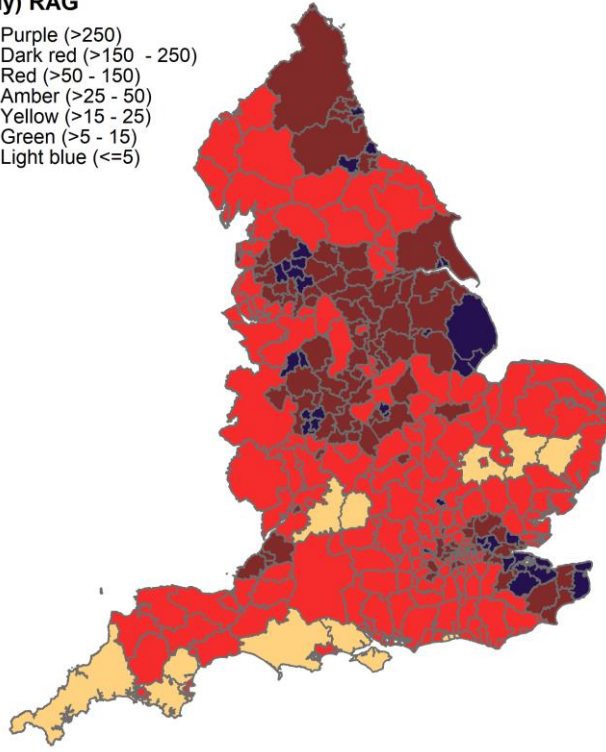 y) RAG
Purple (>250)
Dark red (>150 - 250)
Red (>50 - 150)
Amber (>25 - 50)
Yellow (>15 - 25)
Green (>5 - 15)
Light blue (<=5)